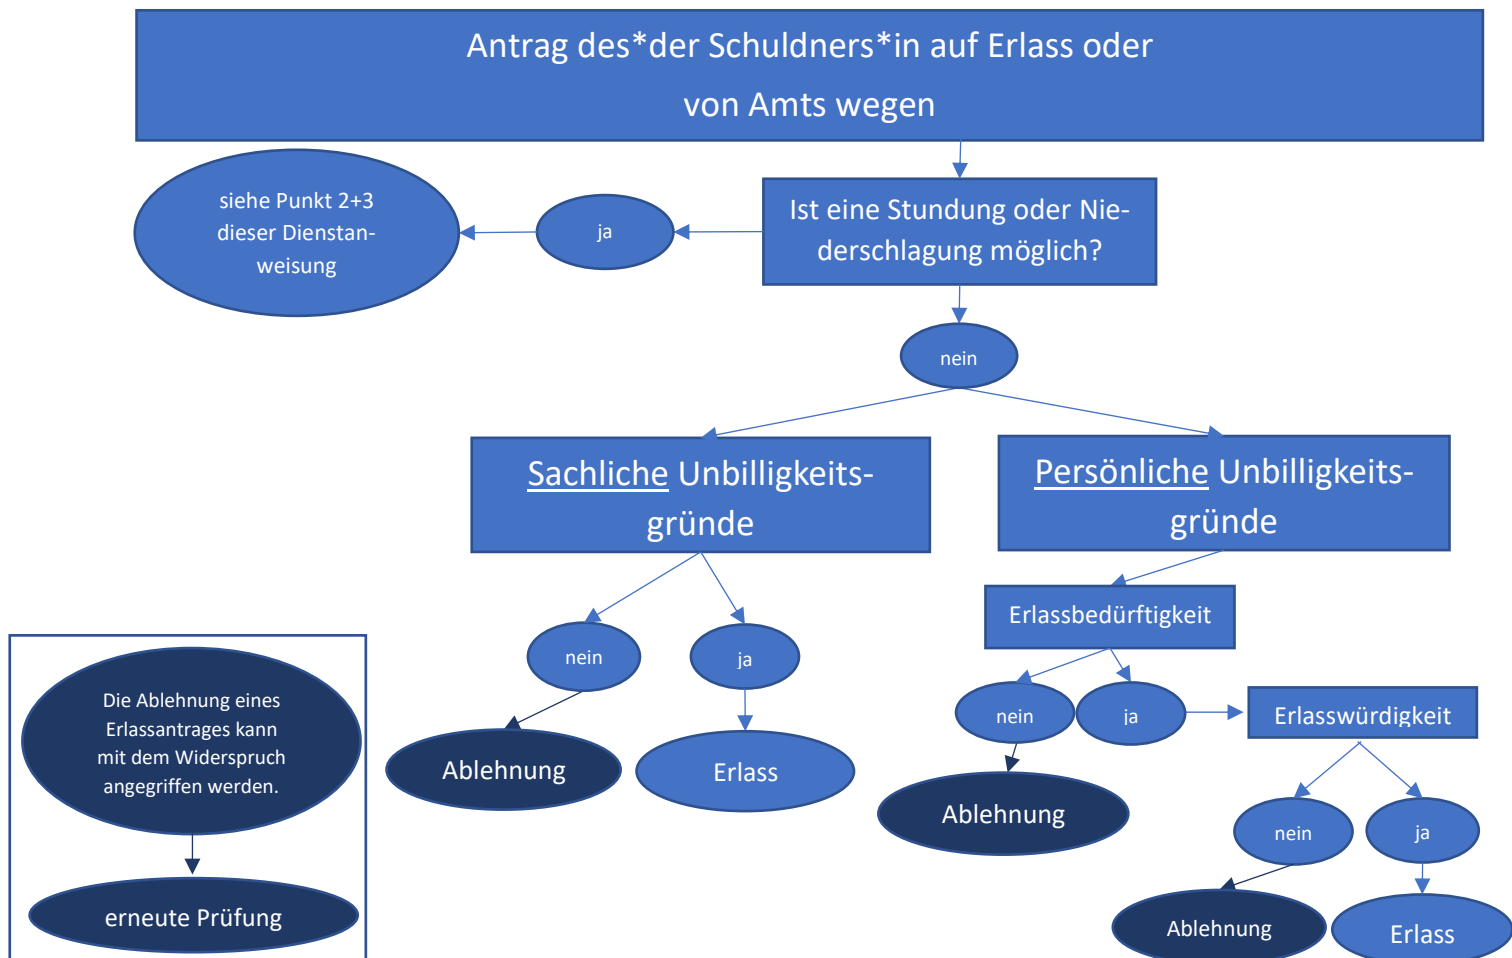 Antrag des*der Schuldners*in auf Erlass oder
von Amts wegen
siehe Punkt 2+3
dieser Dienstan-
weisung
ja
Ist eine Stundung oder Nie-
derschlagung möglich?
nein
Sachliche Unbilligkeits-
gründe
Persönliche Unbilligkeits-
gründe
nein
ja
Ablehnung
Erlass
Erlassbedürftigkeit
nein
ja
Erlasswürdigkeit
Ablehnung
nein
ja
Ablehnung
Erlass
Die Ablehnung eines
Erlassantrages kann
mit dem Widerspruch
angegriffen werden.
erneute Prüfung